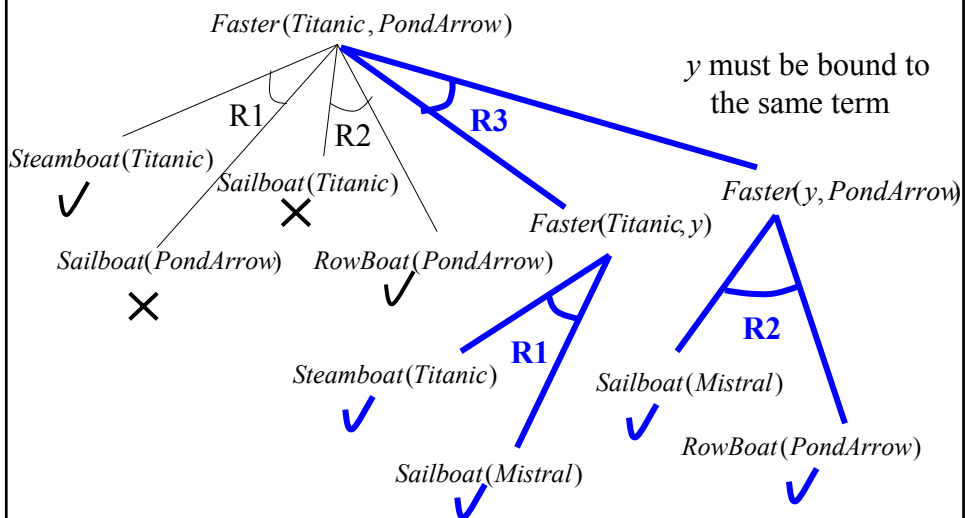 Faster(Titanic, PondArrow)
y must be bound to
the same term
R1
R2
R3
Steamboat(Titanic)
Sailboat(Titanic)
Faster(y, PondArrow)
Faster(Titanic, y)
Sailboat(PondArrow)
RowBoat(PondArrow)
R1
R2
Steamboat(Titanic)
Sailboat(Mistral)
RowBoat(PondArrow)
Sailboat(Mistral)